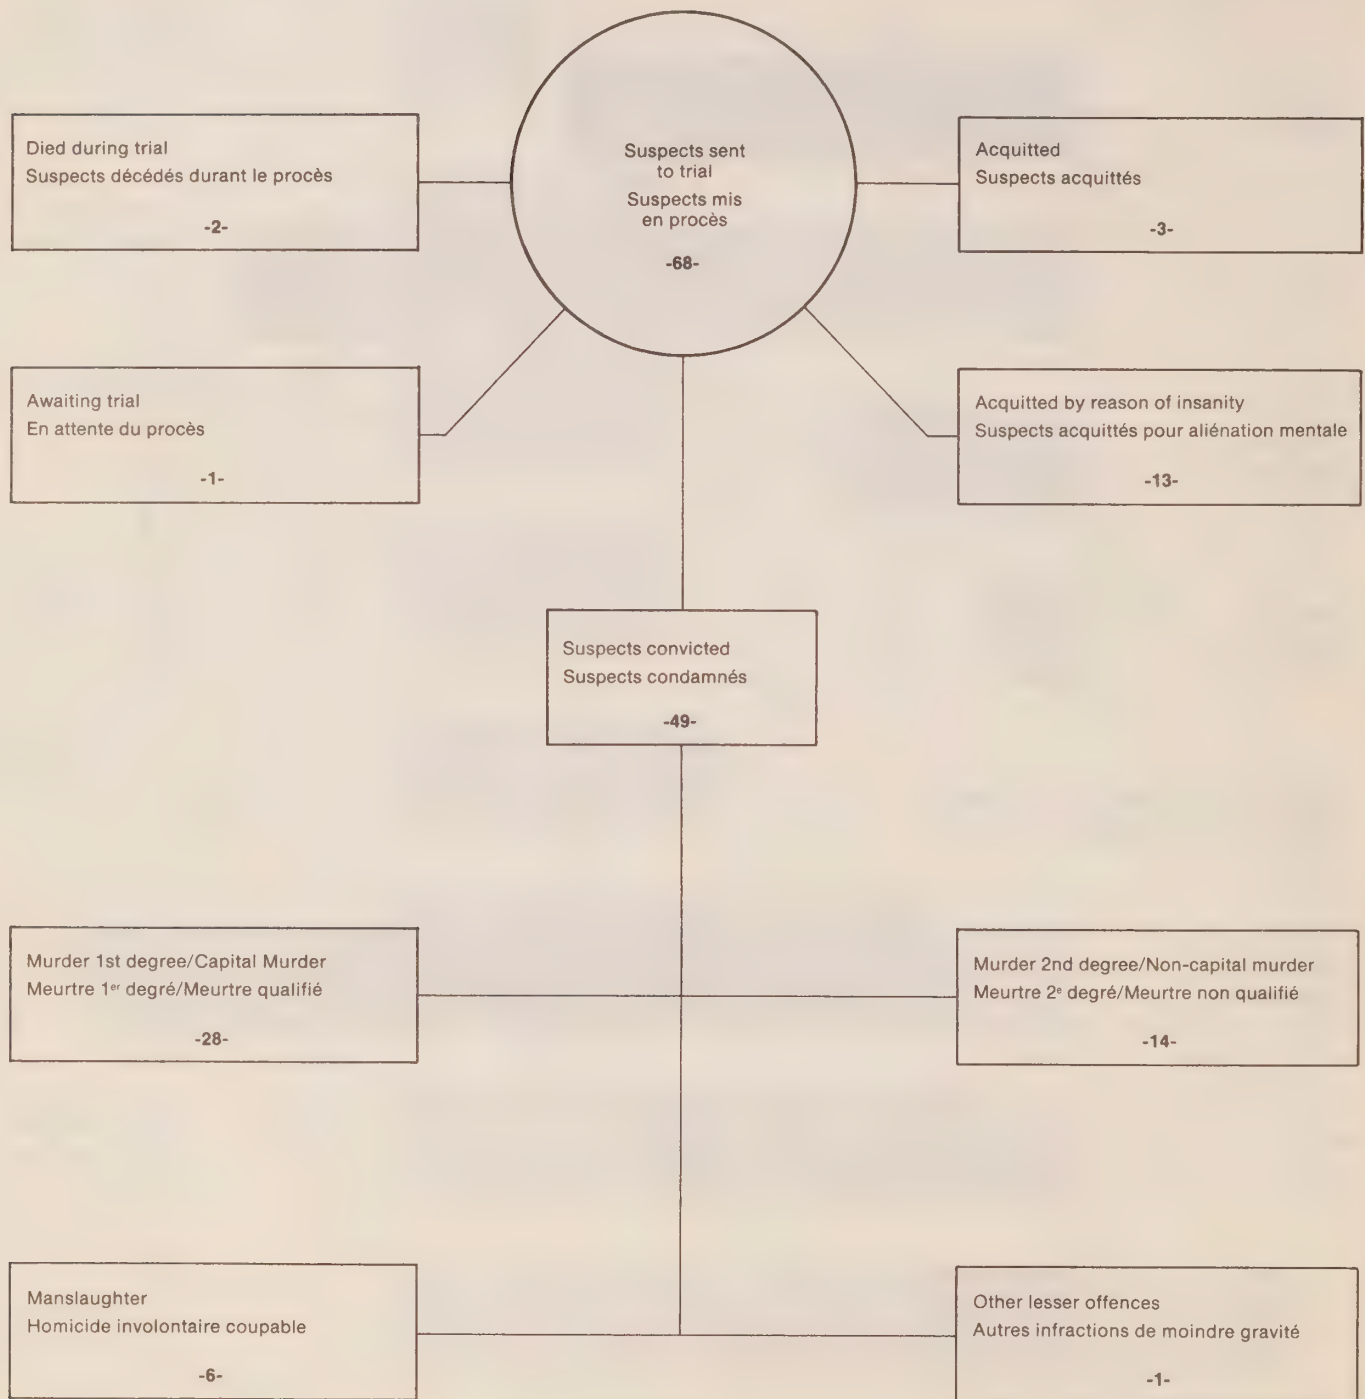 Suspects sent
to trial
Suspects mis
en procès
-68-
Died during trial
Suspects décédés durant le procès
-2-
Acquitted
Suspects acquittés
-3-
Awaiting trial
En attente du procès
-1-
Acquitted by reason of insanity
Suspects acquittés pour aliénation mentale
-13-
Suspects convicted
Suspects condamnés
-49-
Murder 1st degree/Capital Murder
Meurtre 1er degré/Meurtre qualifié
-28-
Murder 2nd degree/Non-capital murder
Meurtre 2e degré/Meurtre non qualifié
-14-
Manslaughter
Homicide involontaire coupable
-6-
Other lesser offences
Autres infractions de moindre gravité
-1-